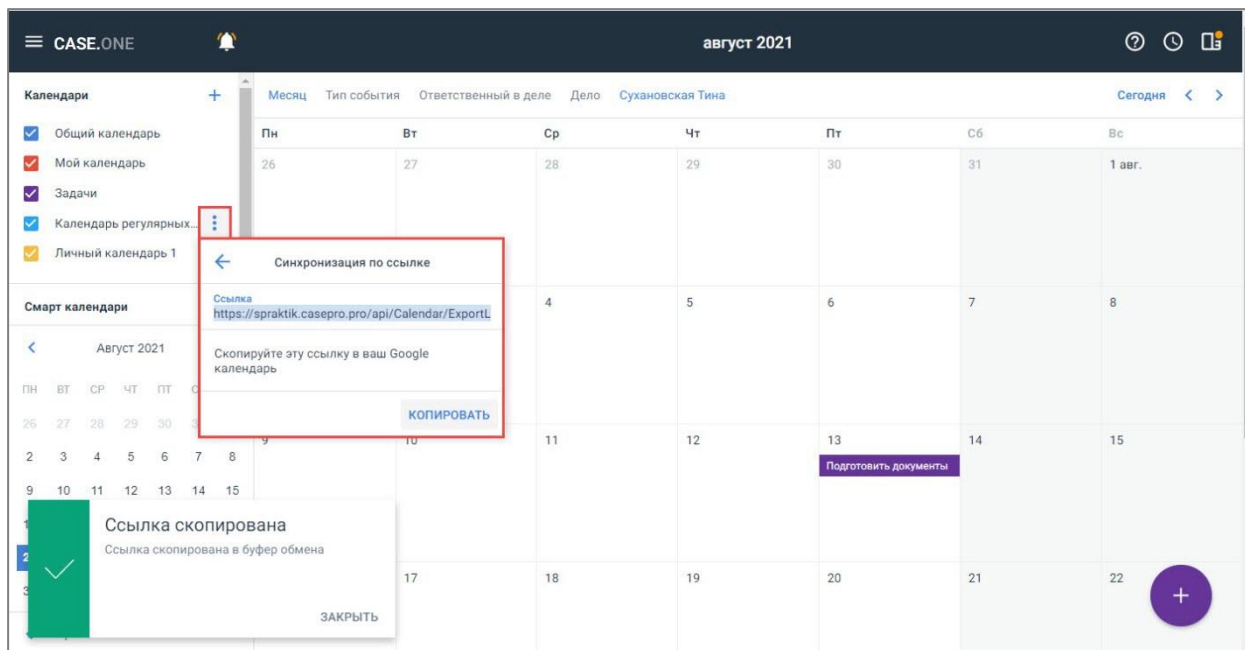 CASE.ONE
август 2021
Календари
Месяц Тип события Ответственный в деле Дело Сухановская Тина
Сегодня
Общий календарь
Мой календарь
Задачи
Календарь регулярных...
Личный календарь 1
Пн Вт Ср Чт Пт Сб Вс
26 27 28 29 30 31 1 авг.
Синхронизация по ссылке
Ссылка
https://spraktik.casepro.pro/api/Calendar/ExportL
Скопируйте эту ссылку в ваш Google
календарь
КОПИРОВАТЬ
4 5 6 7 8
Смарт календари
Август 2021
ПН ВТ СР ЧТ ПТ
26 27 28 29 30
2 3 4 5 6 7 8
9 10 11 12 13 14 15
9 10 11 12 13 14 15
Подготовить документы
Ссылка скопирована
Ссылка скопирована в буфер обмена
ЗАКРЫТЬ
17 18 19 20 21 22